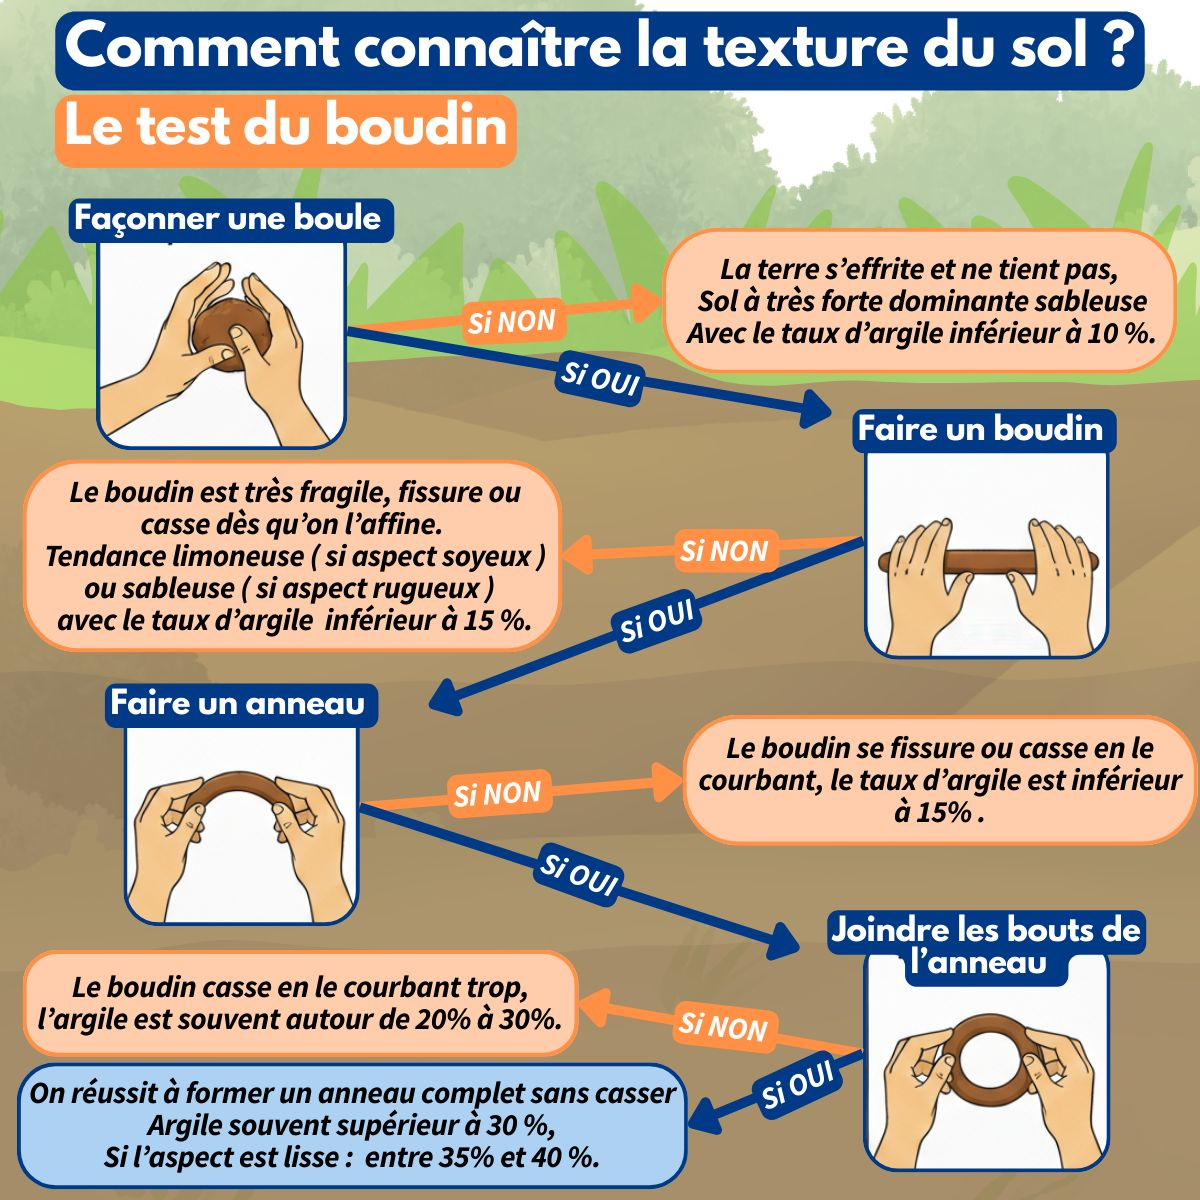 Comment connaître la texture du sol ?
Le test du boudin
Façonner une boule
Si NON
La terre s'effrite et ne tient pas,
Sol à très forte dominante sableuse
Avec le taux d'argile inférieur à 10 %.
Si OUI
Faire un boudin
Si NON
Le boudin est très fragile, fissure ou
casse dès qu'on l'affine.
Tendance limoneuse ( si aspect soyeux )
ou sableuse ( si aspect rugueux )
avec le taux d'argile inférieur à 15 %.
Si OUI
Faire un anneau
Si NON
Le boudin se fissure ou casse en le
courbant, le taux d'argile est inférieur
à 15% .
Si OUI
Joindre les bouts de
l'anneau
Si NON
Le boudin casse en le courbant trop,
l'argile est souvent autour de 20% à 30%.
Si OUI
On réussit à former un anneau complet sans casser
Argile souvent supérieur à 30 %,
Si l'aspect est lisse : entre 35% et 40 %.